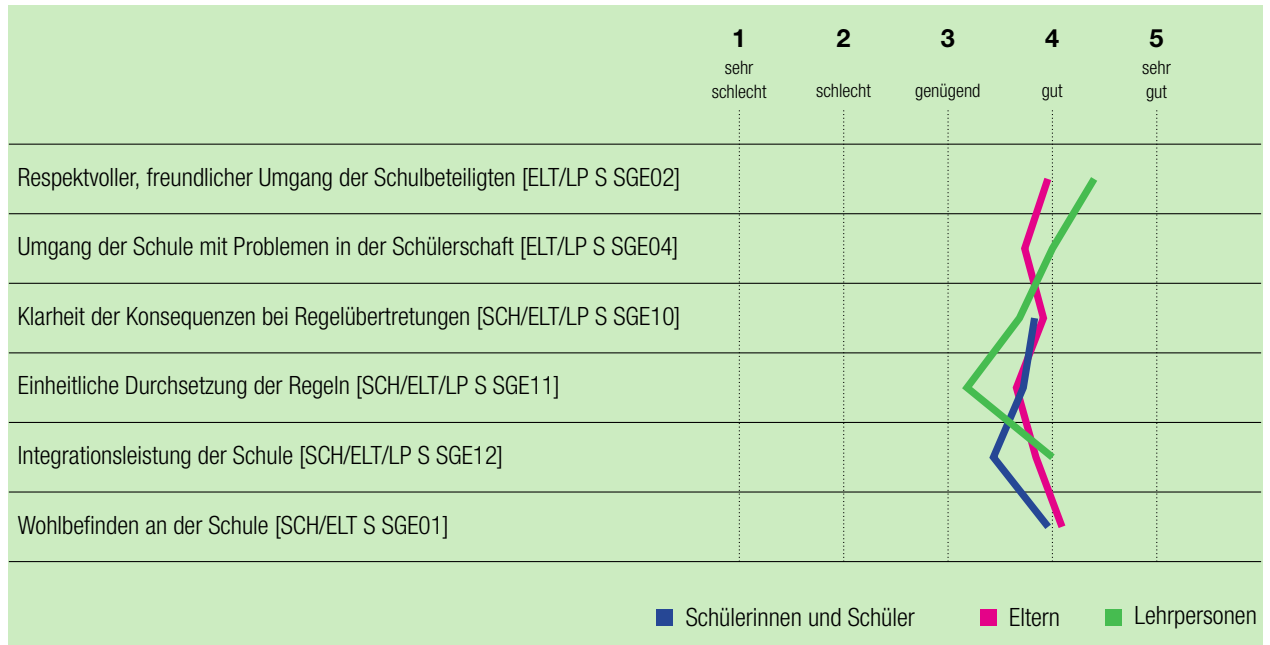 1 2 3 4 5
sehr sehr
schlecht schlecht genügend gut gut
Respektvoller, freundlicher Umgang der Schulbeteiligten [ELT/LP S SGE02]
Umgang der Schule mit Problemen in der Schülerschaft [ELT/LP S SGE04]
Klarheit der Konsequenzen bei Regelübertretungen [SCH/ELT/LP S SGE10]
Einheitliche Durchsetzung der Regeln [SCH/ELT/LP S SGE11]
Integrationsleistung der Schule [SCH/ELT/LP S SGE12]
Wohlbefinden an der Schule [SCH/ELT S SGE01]
Schülerinnen und Schüler Eltern Lehrpersonen